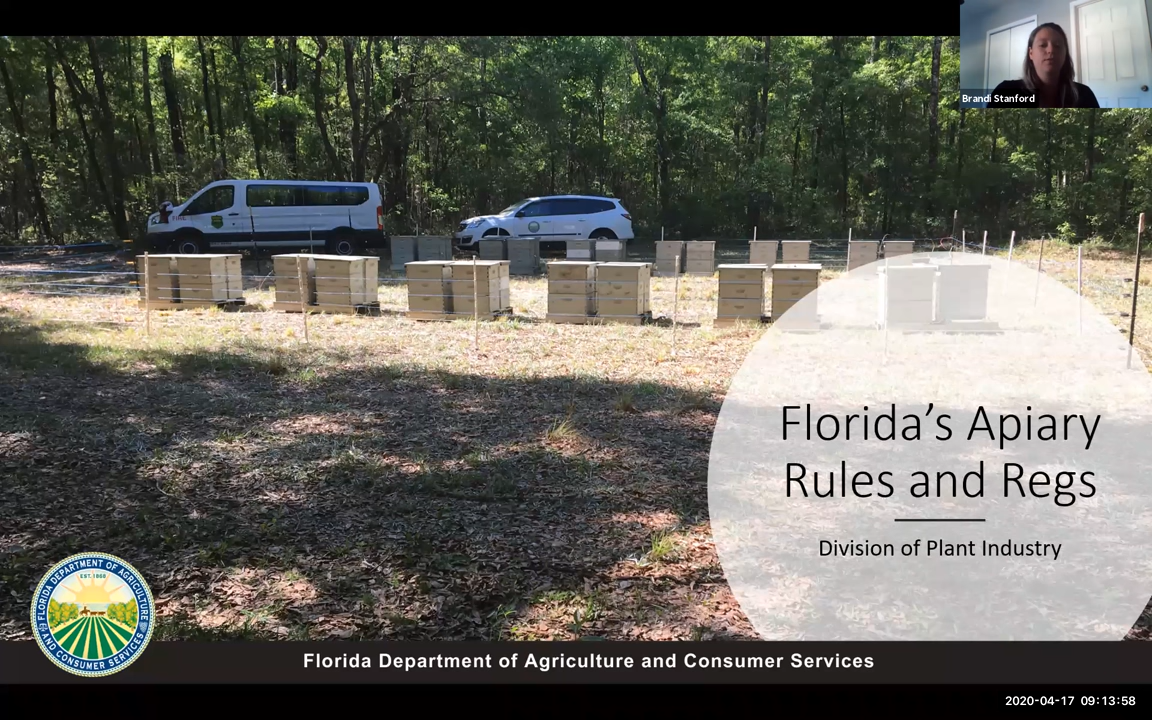 Brandi Stanford
Florida's Apiary
Rules and Regs
Division of Plant Industry
FLORIDA DEPARTMENT OF AGRICULTURE
AND CONSUMER SERVICES
EST. 1868
Florida Department of Agriculture and Consumer Services
2020-04-17 09:13:58